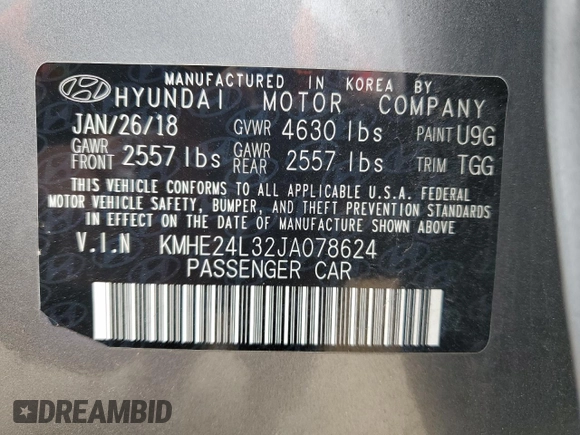 MANUFACTURED IN KOREA BY
HYUNDAI MOTOR COMPANY
JAN/26/18 GVWR 4630 lbs PAINT U9G
GAWR FRONT 2557 lbs GAWR REAR 2557 lbs TRIM TGG
THIS VEHICLE CONFORMS TO ALL APPLICABLE U.S.A. FEDERAL
MOTOR VEHICLE SAFETY, BUMPER, AND THEFT PREVENTION STANDARDS
IN EFFECT ON THE DATE OF MANUFACTURE SHOWN ABOVE
V.I.N KMHE24L32JA078624
PASSENGER CAR
DREAMBID